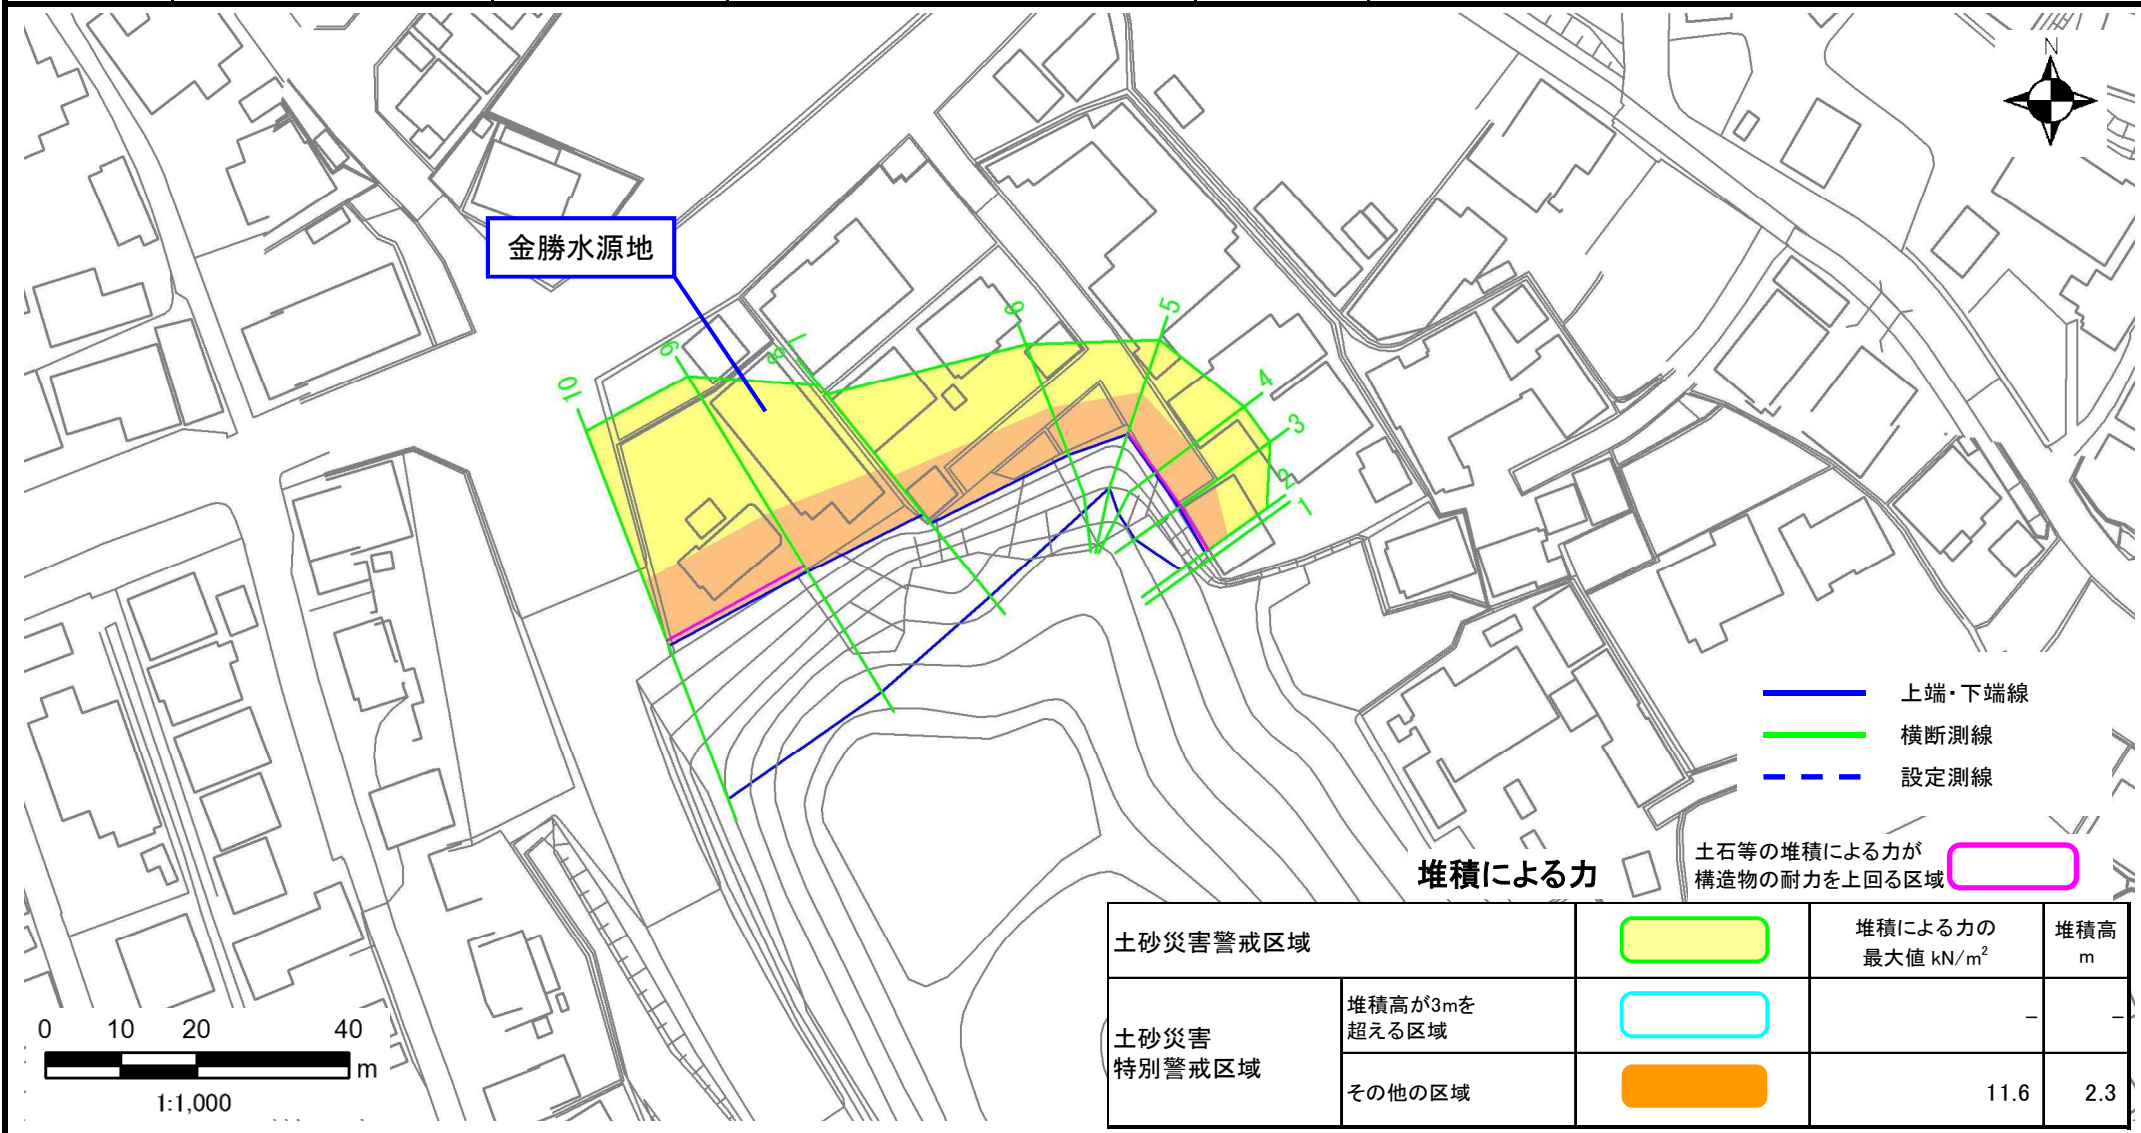 N
金勝水源地
10
9
8
7
6
5
4
3
2
1
上端・下端線
横断測線
設定測線
堆積による力
土石等の堆積による力が
構造物の耐力を上回る区域
土砂災害警戒区域
堆積による力の
最大値 kN/m²
堆積高
m
土砂災害
特別警戒区域
堆積高が3mを
超える区域
－
－
その他の区域
11.6
2.3
0 10 20 40
m
1:1,000